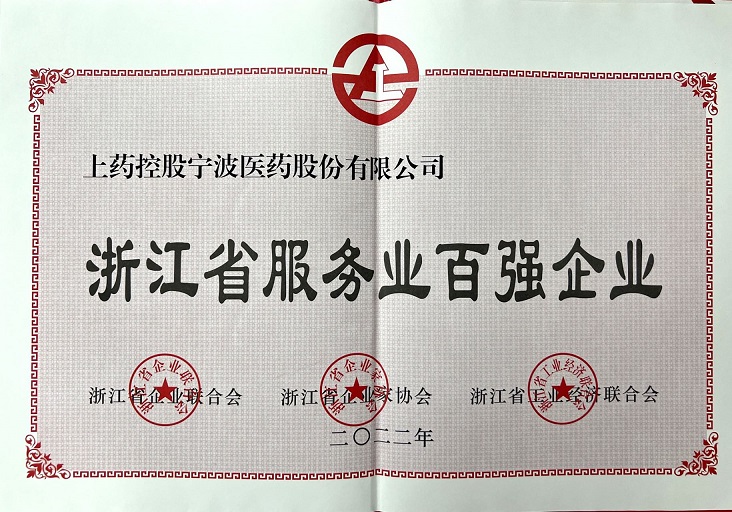 上药控股宁波医药股份有限公司
浙江省服务业百强企业
浙江省企业联合会 浙江省企业家协会 浙江省工业经济联合会
二〇二二年